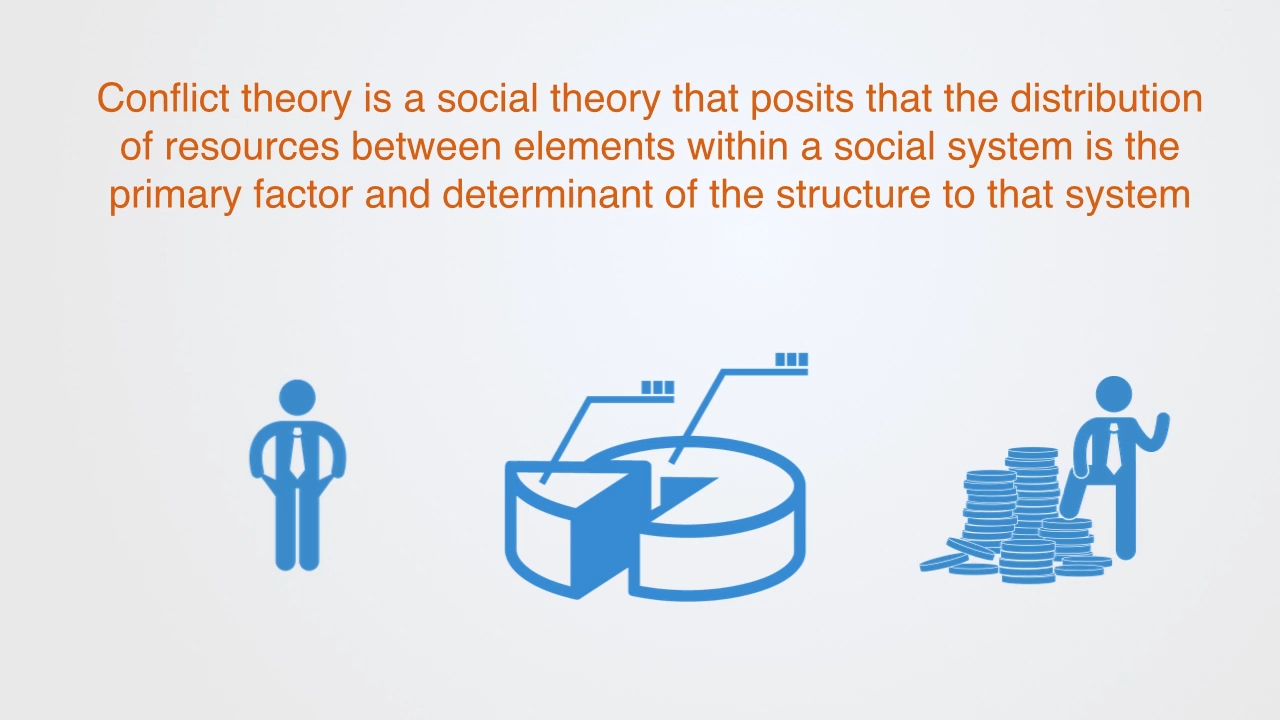 Conflict theory is a social theory that posits that the distribution
of resources between elements within a social system is the
primary factor and determinant of the structure to that system